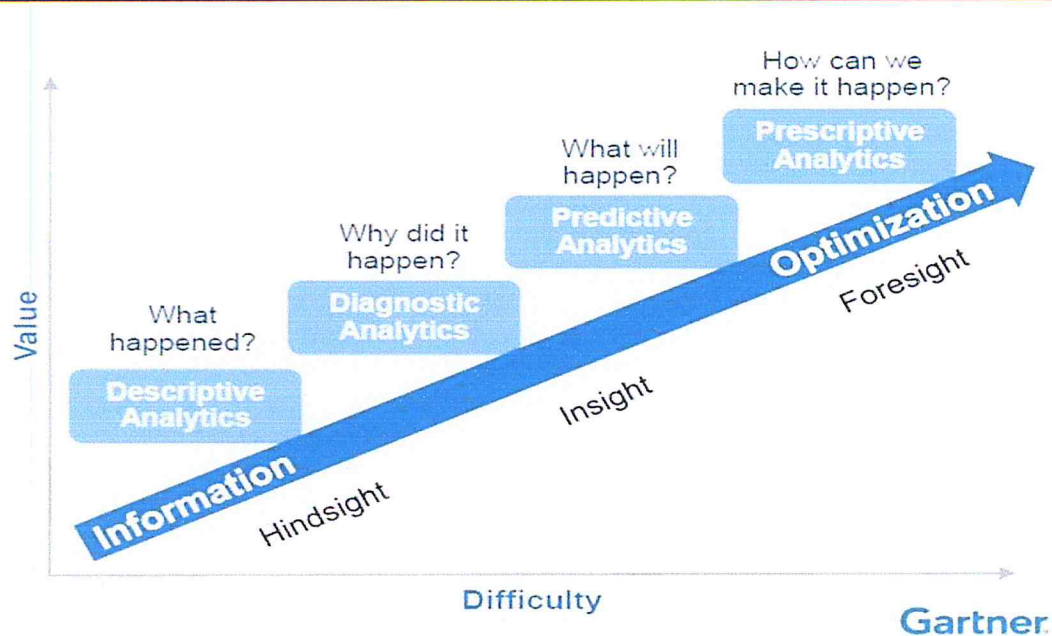 How can we
make it happen?
Prescriptive
Analytics
What will
happen?
Predictive
Analytics
Why did it
happen?
Diagnostic
Analytics
What
happened?
Descriptive
Analytics
Value
Information
Optimization
Hindsight
Insight
Foresight
Difficulty
Gartner